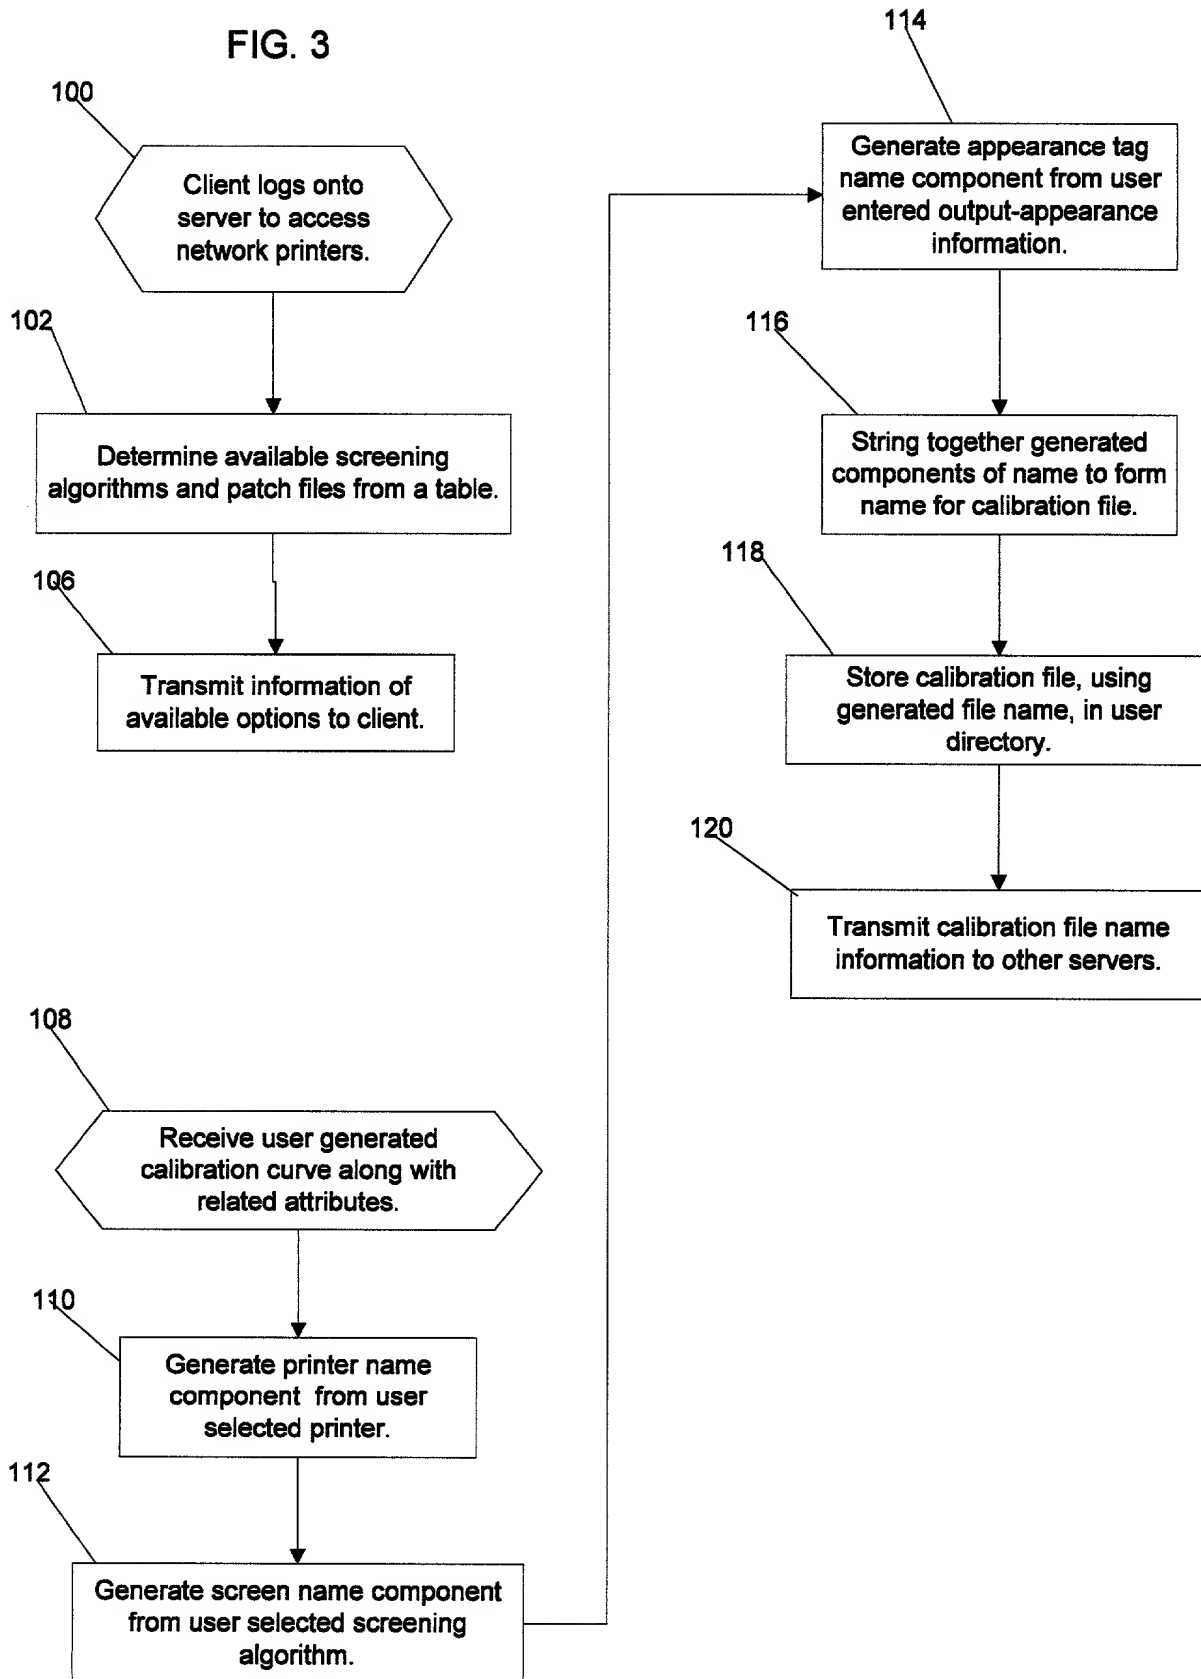 FIG. 3
100
Client logs onto
server to access
network printers.
102
Determine available screening
algorithms and patch files from a table.
106
Transmit information of
available options to client.
108
Receive user generated
calibration curve along with
related attributes.
110
Generate printer name
component from user
selected printer.
112
Generate screen name component
from user selected screening
algorithm.
114
Generate appearance tag
name component from user
entered output-appearance
information.
116
String together generated
components of name to form
name for calibration file.
118
Store calibration file, using
generated file name, in user
directory.
120
Transmit calibration file name
information to other servers.